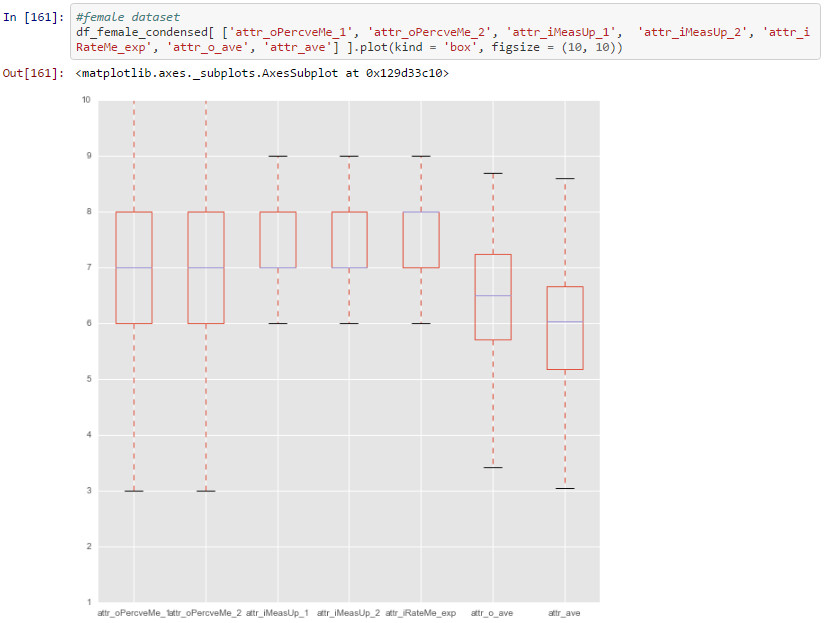 In [161]: #female dataset
df_female_condensed[ ['attr_oPercveMe_1', 'attr_oPercveMe_2', 'attr_iMeasUp_1',  'attr_iMeasUp_2', 'attr_i
RateMe_exp', 'attr_o_ave', 'attr_ave'] ].plot(kind = 'box', figsize = (10, 10))
Out[161]: <matplotlib.axes._subplots.AxesSubplot at 0x129d33c10>
10
9
8
7
6
5
4
3
2
1
attr_oPercveMe_1 attr_oPercveMe_2 attr_iMeasUp_1 attr_iMeasUp_2 attr_iRateMe_exp attr_o_ave attr_ave